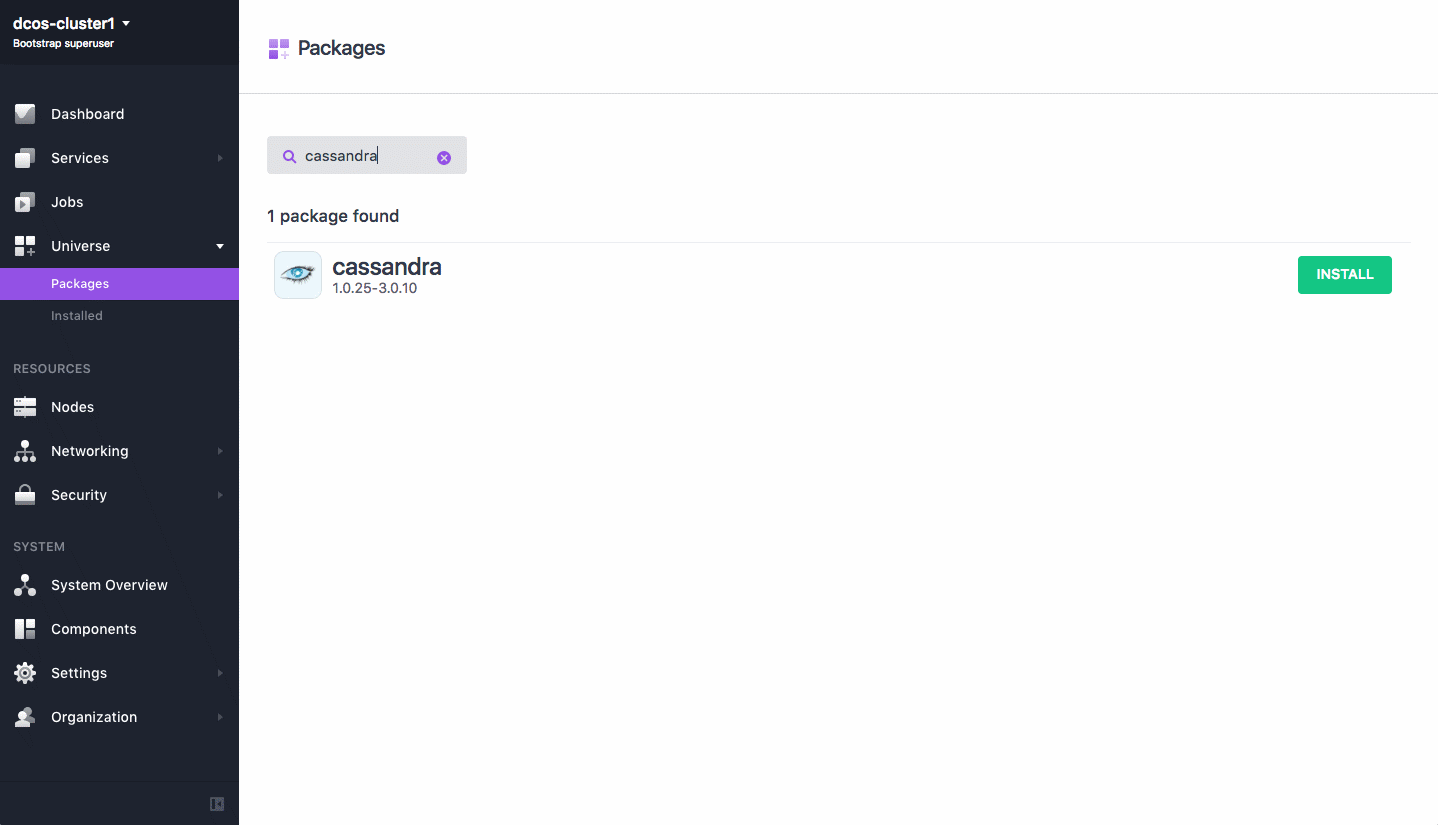 dcos-cluster1
Bootstrap superuser
Dashboard
Services
Jobs
Universe
Packages
Installed
RESOURCES
Nodes
Networking
Security
SYSTEM
System Overview
Components
Settings
Organization
Packages
cassandra
1 package found
cassandra
1.0.25-3.0.10
INSTALL